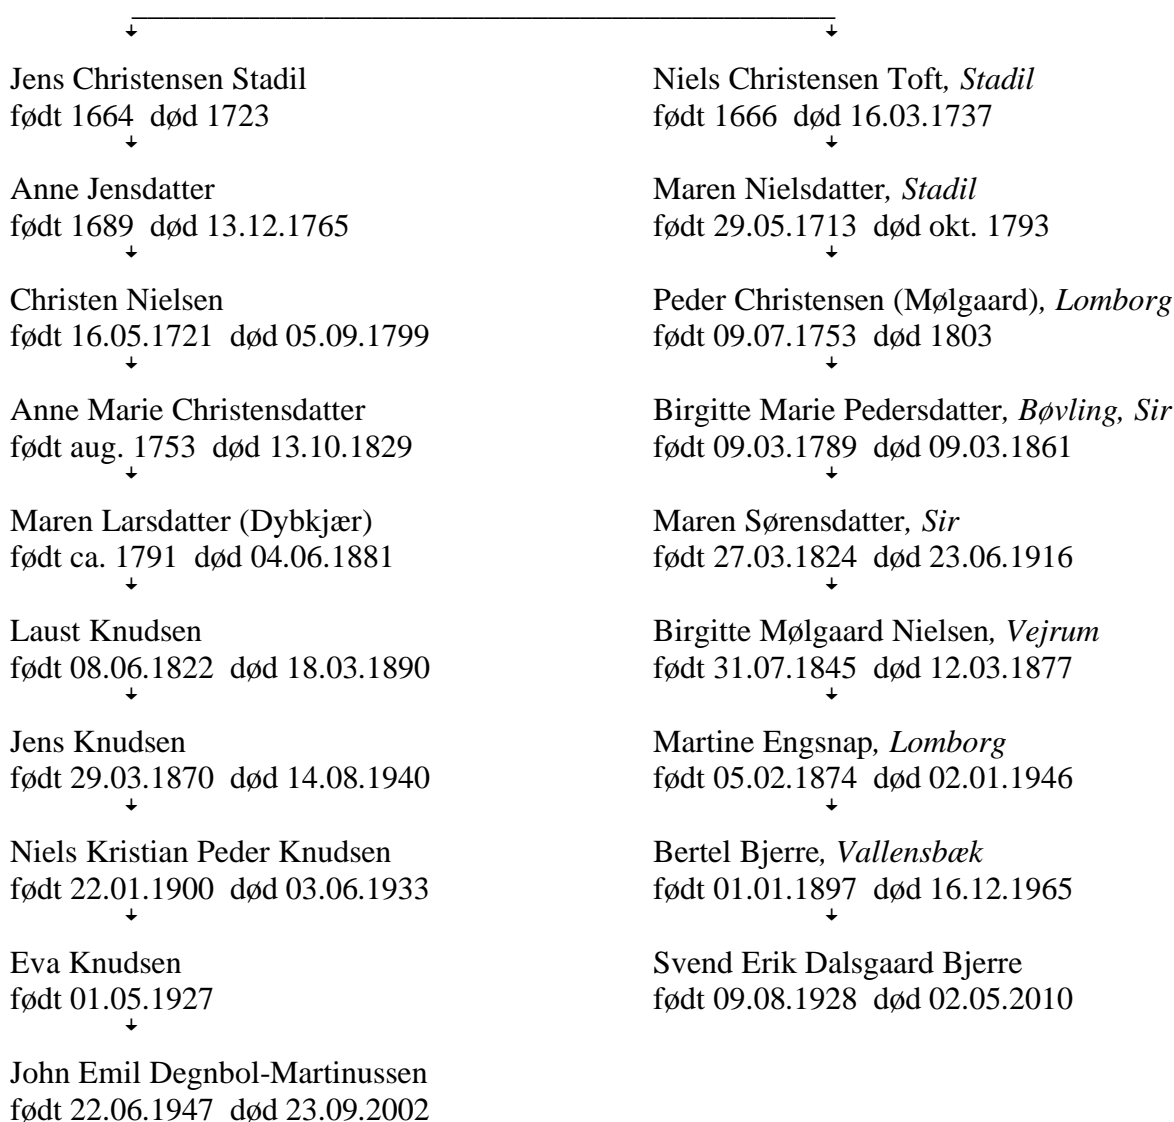 Jens Christensen Stadil
født 1664 død 1723
Anne Jensdatter
født 1689 død 13.12.1765
Christen Nielsen
født 16.05.1721 død 05.09.1799
Anne Marie Christensdatter
født aug. 1753 død 13.10.1829
Maren Larsdatter (Dybkjær)
født ca. 1791 død 04.06.1881
Laust Knudsen
født 08.06.1822 død 18.03.1890
Jens Knudsen
født 29.03.1870 død 14.08.1940
Niels Kristian Peder Knudsen
født 22.01.1900 død 03.06.1933
Eva Knudsen
født 01.05.1927
John Emil Degnbol-Martinussen
født 22.06.1947 død 23.09.2002
Niels Christensen Toft, Stadil
født 1666 død 16.03.1737
Maren Nielsdatter, Stadil
født 29.05.1713 død okt. 1793
Peder Christensen (Mølgaard), Lomborg
født 09.07.1753 død 1803
Birgitte Marie Pedersdatter, Bøvling, Sir
født 09.03.1789 død 09.03.1861
Maren Sørensdatter, Sir
født 27.03.1824 død 23.06.1916
Birgitte Mølgaard Nielsen, Vejrum
født 31.07.1845 død 12.03.1877
Martine Engsnap, Lomborg
født 05.02.1874 død 02.01.1946
Bertel Bjerre, Vallensbæk
født 01.01.1897 død 16.12.1965
Svend Erik Dalsgaard Bjerre
født 09.08.1928 død 02.05.2010